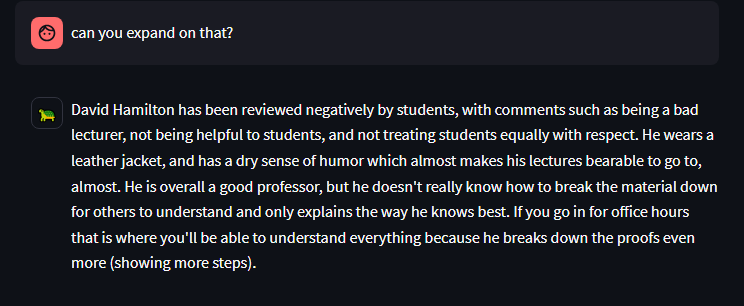 can you expand on that?
David Hamilton has been reviewed negatively by students, with comments such as being a bad
lecturer, not being helpful to students, and not treating students equally with respect. He wears a
leather jacket, and has a dry sense of humor which almost makes his lectures bearable to go to,
almost. He is overall a good professor, but he doesn't really know how to break the material down
for others to understand and only explains the way he knows best. If you go in for office hours
that is where you'll be able to understand everything because he breaks down the proofs even
more (showing more steps).